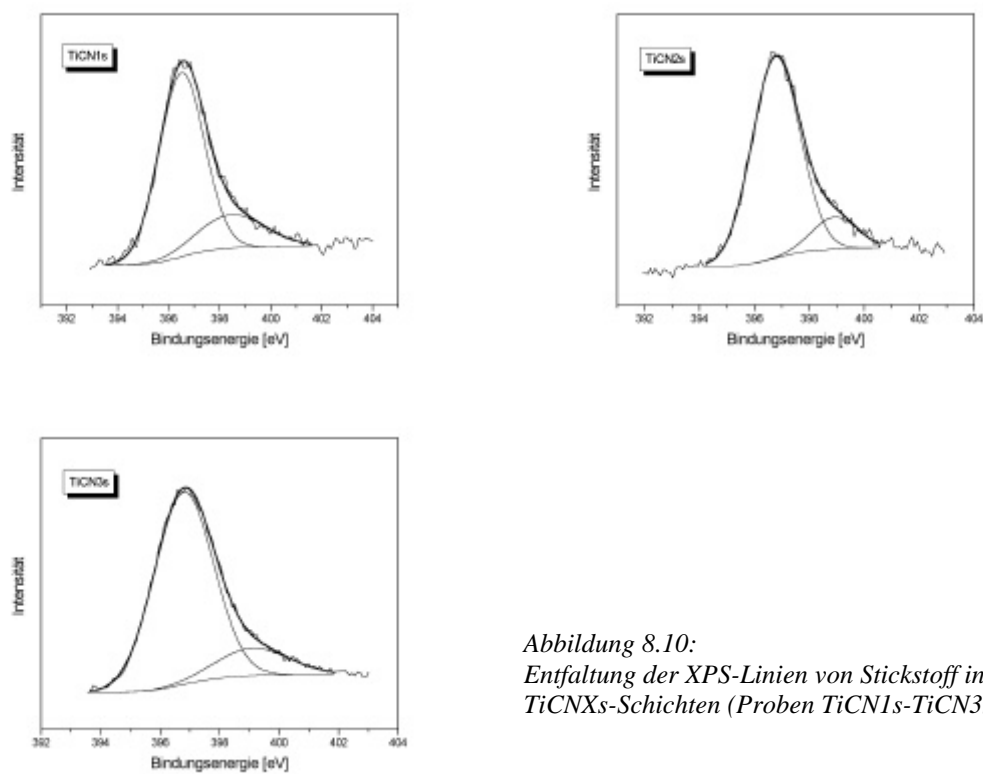 TiCN1s
Intensität
392 394 396 398 400 402 404
Bindungsenergie [eV]
TiCN2s
Intensität
392 394 396 398 400 402 404
Bindungsenergie [eV]
TiCN3s
Intensität
392 394 396 398 400 402 404
Bindungsenergie [eV]
Abbildung 8.10:
Entfaltung der XPS-Linien von Stickstoff in
TiCNXs-Schichten (Proben TiCN1s-TiCN3